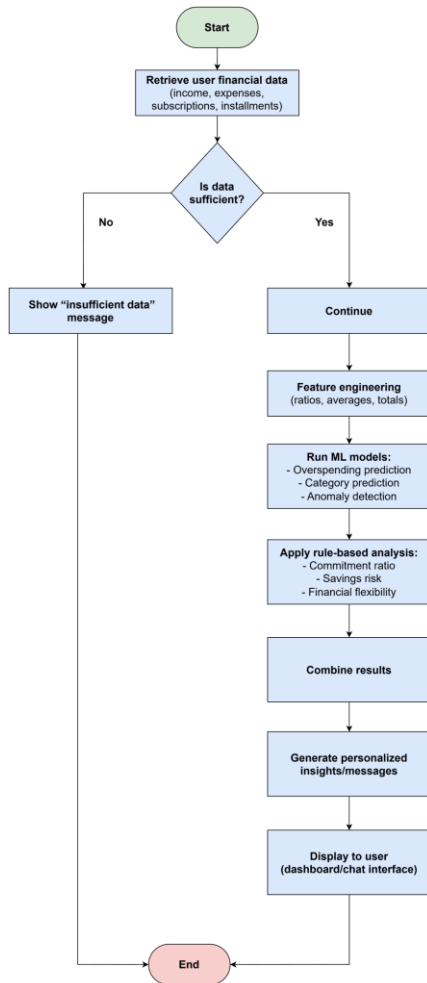 Start
Retrieve user financial data
(income, expenses,
subscriptions, installments)
Is data
sufficient?
No
Yes
Show “insufficient data”
message
Continue
Feature engineering
(ratios, averages, totals)
Run ML models:
- Overspending prediction
- Category prediction
- Anomaly detection
Apply rule-based analysis:
- Commitment ratio
- Savings risk
- Financial flexibility
Combine results
Generate personalized
insights/messages
Display to user
(dashboard/chat interface)
End